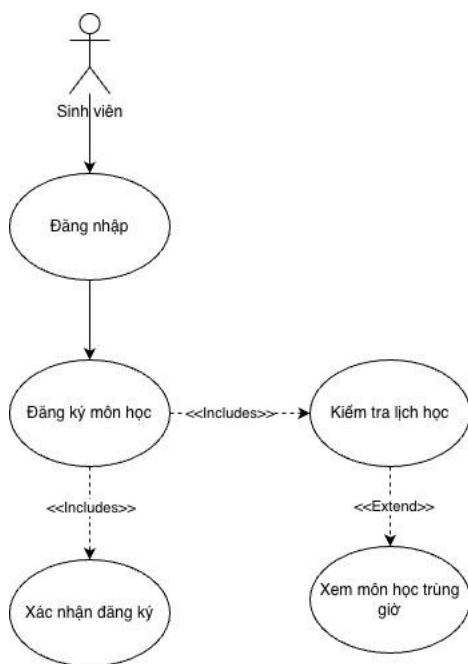 Sinh viên
Đăng nhập
Đăng ký môn học
<<Includes>>
Kiểm tra lịch học
<<Includes>>
<<Extend>>
Xác nhận đăng ký
Xem môn học trùng
giờ